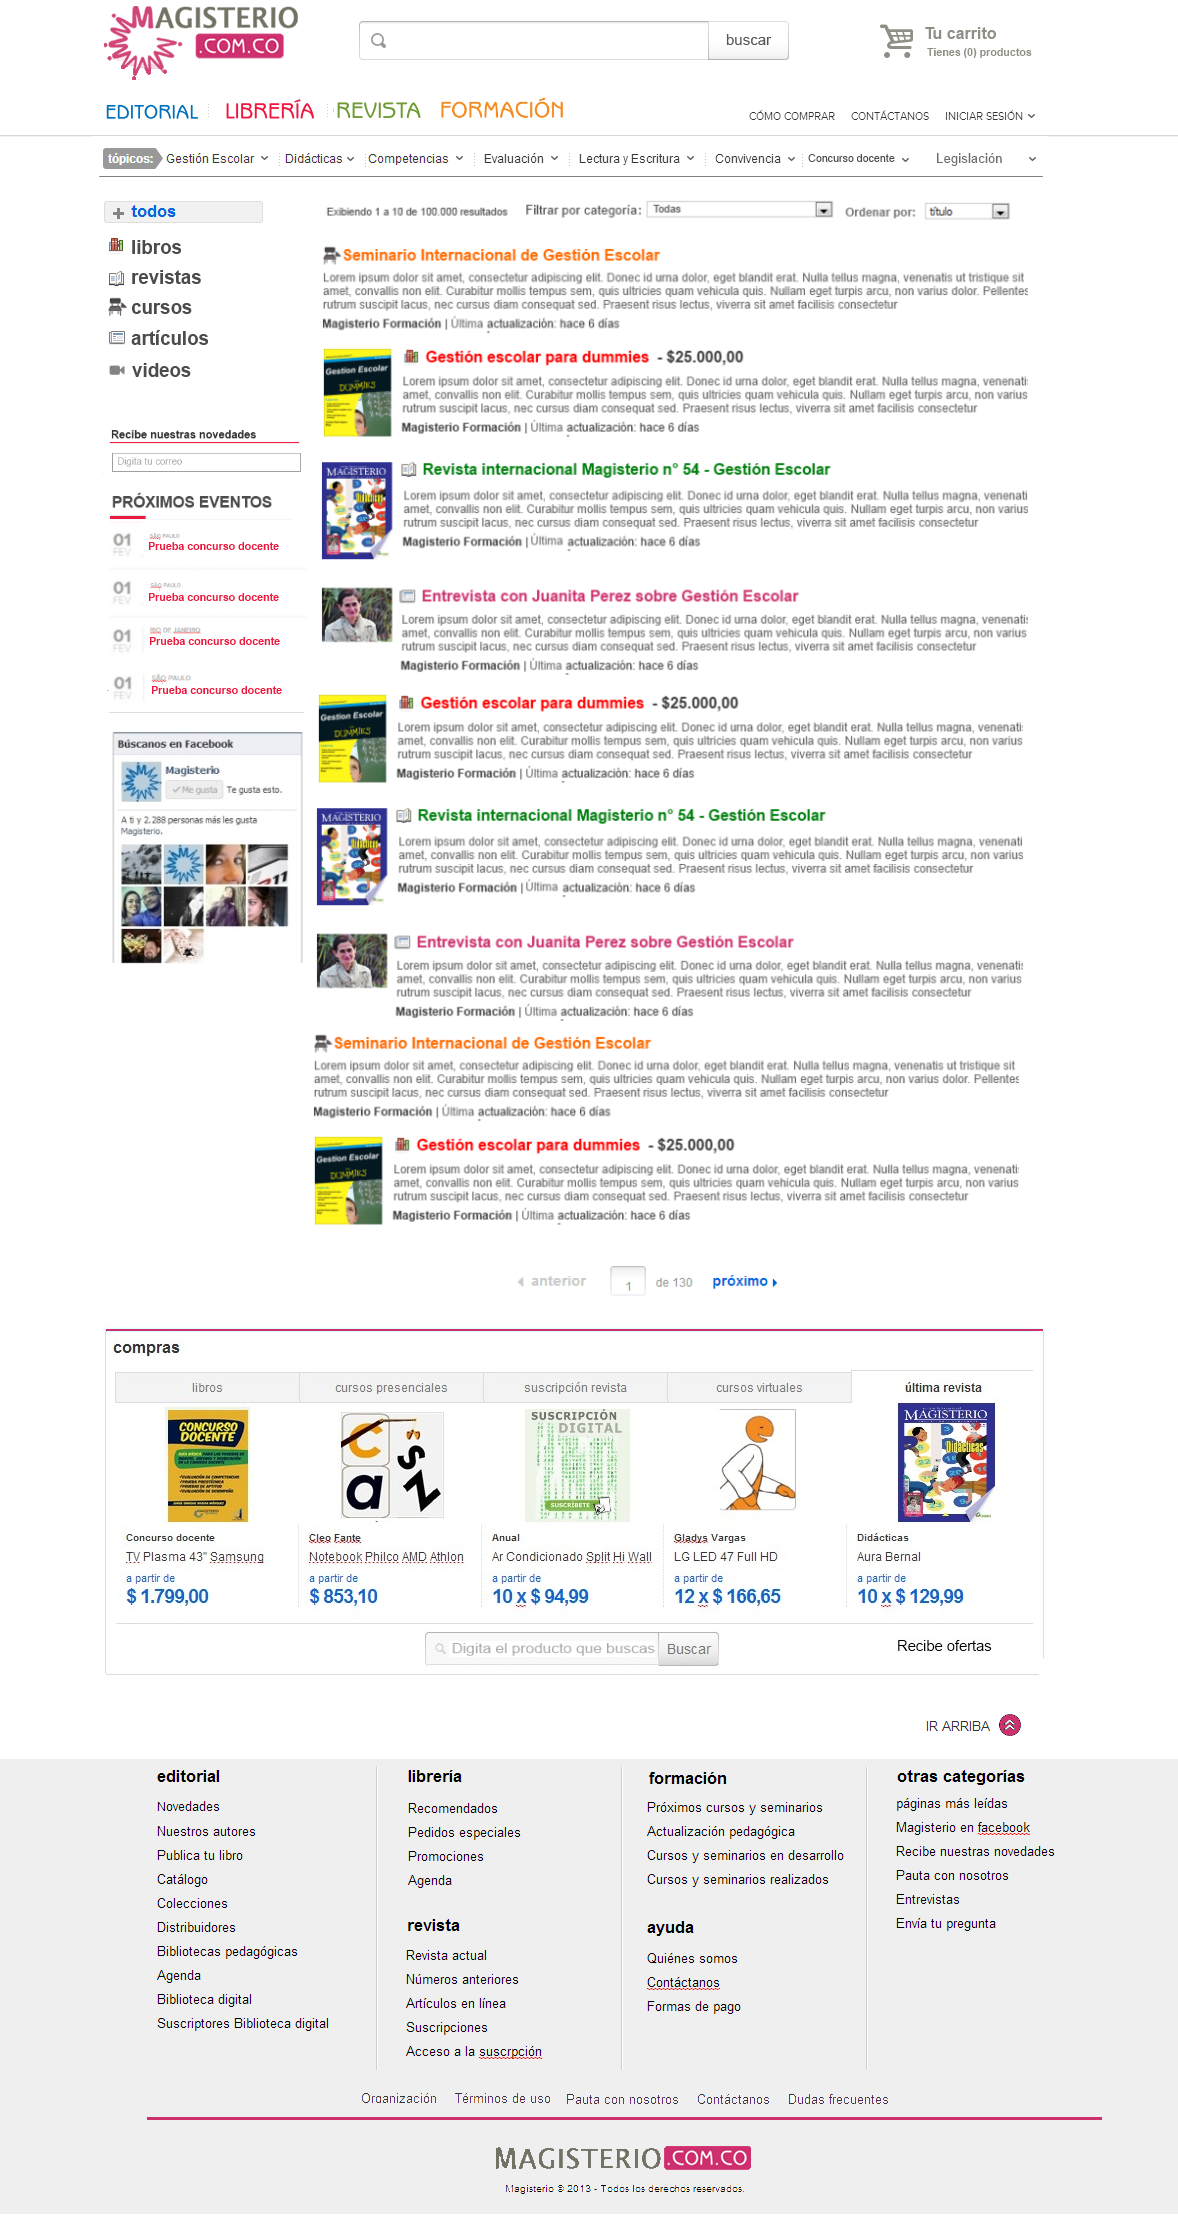 MAGISTERIO
.COM.CO
buscar
Tu carrito
Tienes (0) productos
EDITORIAL LIBRERÍA REVISTA FORMACIÓN
CÓMO COMPRAR CONTÁCTANOS INICIAR SESIÓN
tópicos: Gestión Escolar Didácticas Competencias Evaluación Lectura y Escritura Convivencia Concurso docente Legislación
todos
libros
revistas
cursos
artículos
videos
Recibe nuestras novedades
Digita tu correo
PRÓXIMOS EVENTOS
01 FEV
SÃO PAULO
Prueba concurso docente
01 FEV
SÃO PAULO
Prueba concurso docente
01 FEV
RIO DE JANEIRO
Prueba concurso docente
01 FEV
SÃO PAULO
Prueba concurso docente
Búscanos en Facebook
Magisterio
Me gusta Te gusta esto.
A ti y 2.288 personas más les gusta
Magisterio.
Exibiendo 1 a 10 de 100.000 resultados Filtrar por categoría: Todas Ordenar por: título
Seminario Internacional de Gestión Escolar
Lorem ipsum dolor sit amet, consectetur adipiscing elit. Donec id urna dolor, eget blandit erat. Nulla tellus magna, venenatis ut tristique sit
amet, convallis non elit. Curabitur mollis tempus sem, quis ultricies quam vehicula quis. Nullam eget turpis arcu, non varius dolor. Pellentes
rutrum suscipit lacus, nec cursus diam consequat sed. Praesent risus lectus, viverra sit amet facilisis consectetur
Magisterio Formación | Última actualización: hace 6 días
Gestion Escolar
DUMMIES
Gestión escolar para dummies - $25.000,00
Lorem ipsum dolor sit amet, consectetur adipiscing elit. Donec id urna dolor, eget blandit erat. Nulla tellus magna, venenati
amet, convallis non elit. Curabitur mollis tempus sem, quis ultricies quam vehicula quis. Nullam eget turpis arcu, non varius
rutrum suscipit lacus, nec cursus diam consequat sed. Praesent risus lectus, viverra sit amet facilisis consectetur
Magisterio Formación | Última actualización: hace 6 días
MAGISTERIO
Didácticas
Revista internacional Magisterio n° 54 - Gestión Escolar
Lorem ipsum dolor sit amet, consectetur adipiscing elit. Donec id urna dolor, eget blandit erat. Nulla tellus magna, venenati
amet, convallis non elit. Curabitur mollis tempus sem, quis ultricies quam vehicula quis. Nullam eget turpis arcu, non varius
rutrum suscipit lacus, nec cursus diam consequat sed. Praesent risus lectus, viverra sit amet facilisis consectetur
Magisterio Formación | Última actualización: hace 6 días
Entrevista con Juanita Perez sobre Gestión Escolar
Lorem ipsum dolor sit amet, consectetur adipiscing elit. Donec id urna dolor, eget blandit erat. Nulla tellus magna, venenatis
amet, convallis non elit. Curabitur mollis tempus sem, quis ultricies quam vehicula quis. Nullam eget turpis arcu, non varius
rutrum suscipit lacus, nec cursus diam consequat sed. Praesent risus lectus, viverra sit amet facilisis consectetur
Magisterio Formación | Última actualización: hace 6 días
Gestion Escolar
DUMMIES
Gestión escolar para dummies - $25.000,00
Lorem ipsum dolor sit amet, consectetur adipiscing elit. Donec id urna dolor, eget blandit erat. Nulla tellus magna, venenatis
amet, convallis non elit. Curabitur mollis tempus sem, quis ultricies quam vehicula quis. Nullam eget turpis arcu, non varius
rutrum suscipit lacus, nec cursus diam consequat sed. Praesent risus lectus, viverra sit amet facilisis consectetur
Magisterio Formación | Última actualización: hace 6 días
MAGISTERIO
Didácticas
Revista internacional Magisterio n° 54 - Gestión Escolar
Lorem ipsum dolor sit amet, consectetur adipiscing elit. Donec id urna dolor, eget blandit erat. Nulla tellus magna, venenatis
amet, convallis non elit. Curabitur mollis tempus sem, quis ultricies quam vehicula quis. Nullam eget turpis arcu, non varius
rutrum suscipit lacus, nec cursus diam consequat sed. Praesent risus lectus, viverra sit amet facilisis consectetur
Magisterio Formación | Última actualización: hace 6 días
Entrevista con Juanita Perez sobre Gestión Escolar
Lorem ipsum dolor sit amet, consectetur adipiscing elit. Donec id urna dolor, eget blandit erat. Nulla tellus magna, venenatis
amet, convallis non elit. Curabitur mollis tempus sem, quis ultricies quam vehicula quis. Nullam eget turpis arcu, non varius
rutrum suscipit lacus, nec cursus diam consequat sed. Praesent risus lectus, viverra sit amet facilisis consectetur
Magisterio Formación | Última actualización: hace 6 días
Seminario Internacional de Gestión Escolar
Lorem ipsum dolor sit amet, consectetur adipiscing elit. Donec id urna dolor, eget blandit erat. Nulla tellus magna, venenatis ut tristique sit
amet, convallis non elit. Curabitur mollis tempus sem, quis ultricies quam vehicula quis. Nullam eget turpis arcu, non varius dolor. Pellentes
rutrum suscipit lacus, nec cursus diam consequat sed. Praesent risus lectus, viverra sit amet facilisis consectetur
Magisterio Formación | Última actualización: hace 6 días
Gestion Escolar
DUMMIES
Gestión escolar para dummies - $25.000,00
Lorem ipsum dolor sit amet, consectetur adipiscing elit. Donec id urna dolor, eget blandit erat. Nulla tellus magna, venenati
amet, convallis non elit. Curabitur mollis tempus sem, quis ultricies quam vehicula quis. Nullam eget turpis arcu, non varius
rutrum suscipit lacus, nec cursus diam consequat sed. Praesent risus lectus, viverra sit amet facilisis consectetur
Magisterio Formación | Última actualización: hace 6 días
anterior 1 de 130 próximo
compras
libros cursos presenciales suscripción revista cursos virtuales última revista
CONCURSO
DOCENTE
c a s z N
SUSCRIPCIÓN
DIGITAL
SUSCRÍBETE
MAGISTERIO
Didácticas
Concurso docente
TV Plasma 43" Samsung
a partir de
$ 1.799,00
Cleo Fante
Notebook Philco AMD Athlon
a partir de
$ 853,10
Anual
Ar Condicionado Split Hi Wall
a partir de
10 x $ 94,99
Gladys Vargas
LG LED 47 Full HD
a partir de
12 x $ 166,65
Didácticas
Aura Bernal
a partir de
10 x $ 129,99
Digita el producto que buscas Buscar
Recibe ofertas
IR ARRIBA
editorial
Novedades
Nuestros autores
Publica tu libro
Catálogo
Colecciones
Distribuidores
Bibliotecas pedagógicas
Agenda
Biblioteca digital
Suscriptores Biblioteca digital
librería
Recomendados
Pedidos especiales
Promociones
Agenda
revista
Revista actual
Números anteriores
Artículos en línea
Suscripciones
Acceso a la suscrpción
formación
Próximos cursos y seminarios
Actualización pedagógica
Cursos y seminarios en desarrollo
Cursos y seminarios realizados
ayuda
Quiénes somos
Contáctanos
Formas de pago
otras categorías
páginas más leídas
Magisterio en facebook
Recibe nuestras novedades
Pauta con nosotros
Entrevistas
Envía tu pregunta
Organización Términos de uso Pauta con nosotros Contáctanos Dudas frecuentes
MAGISTERIO.COM.CO
Magisterio © 2013 - Todos los derechos reservados.